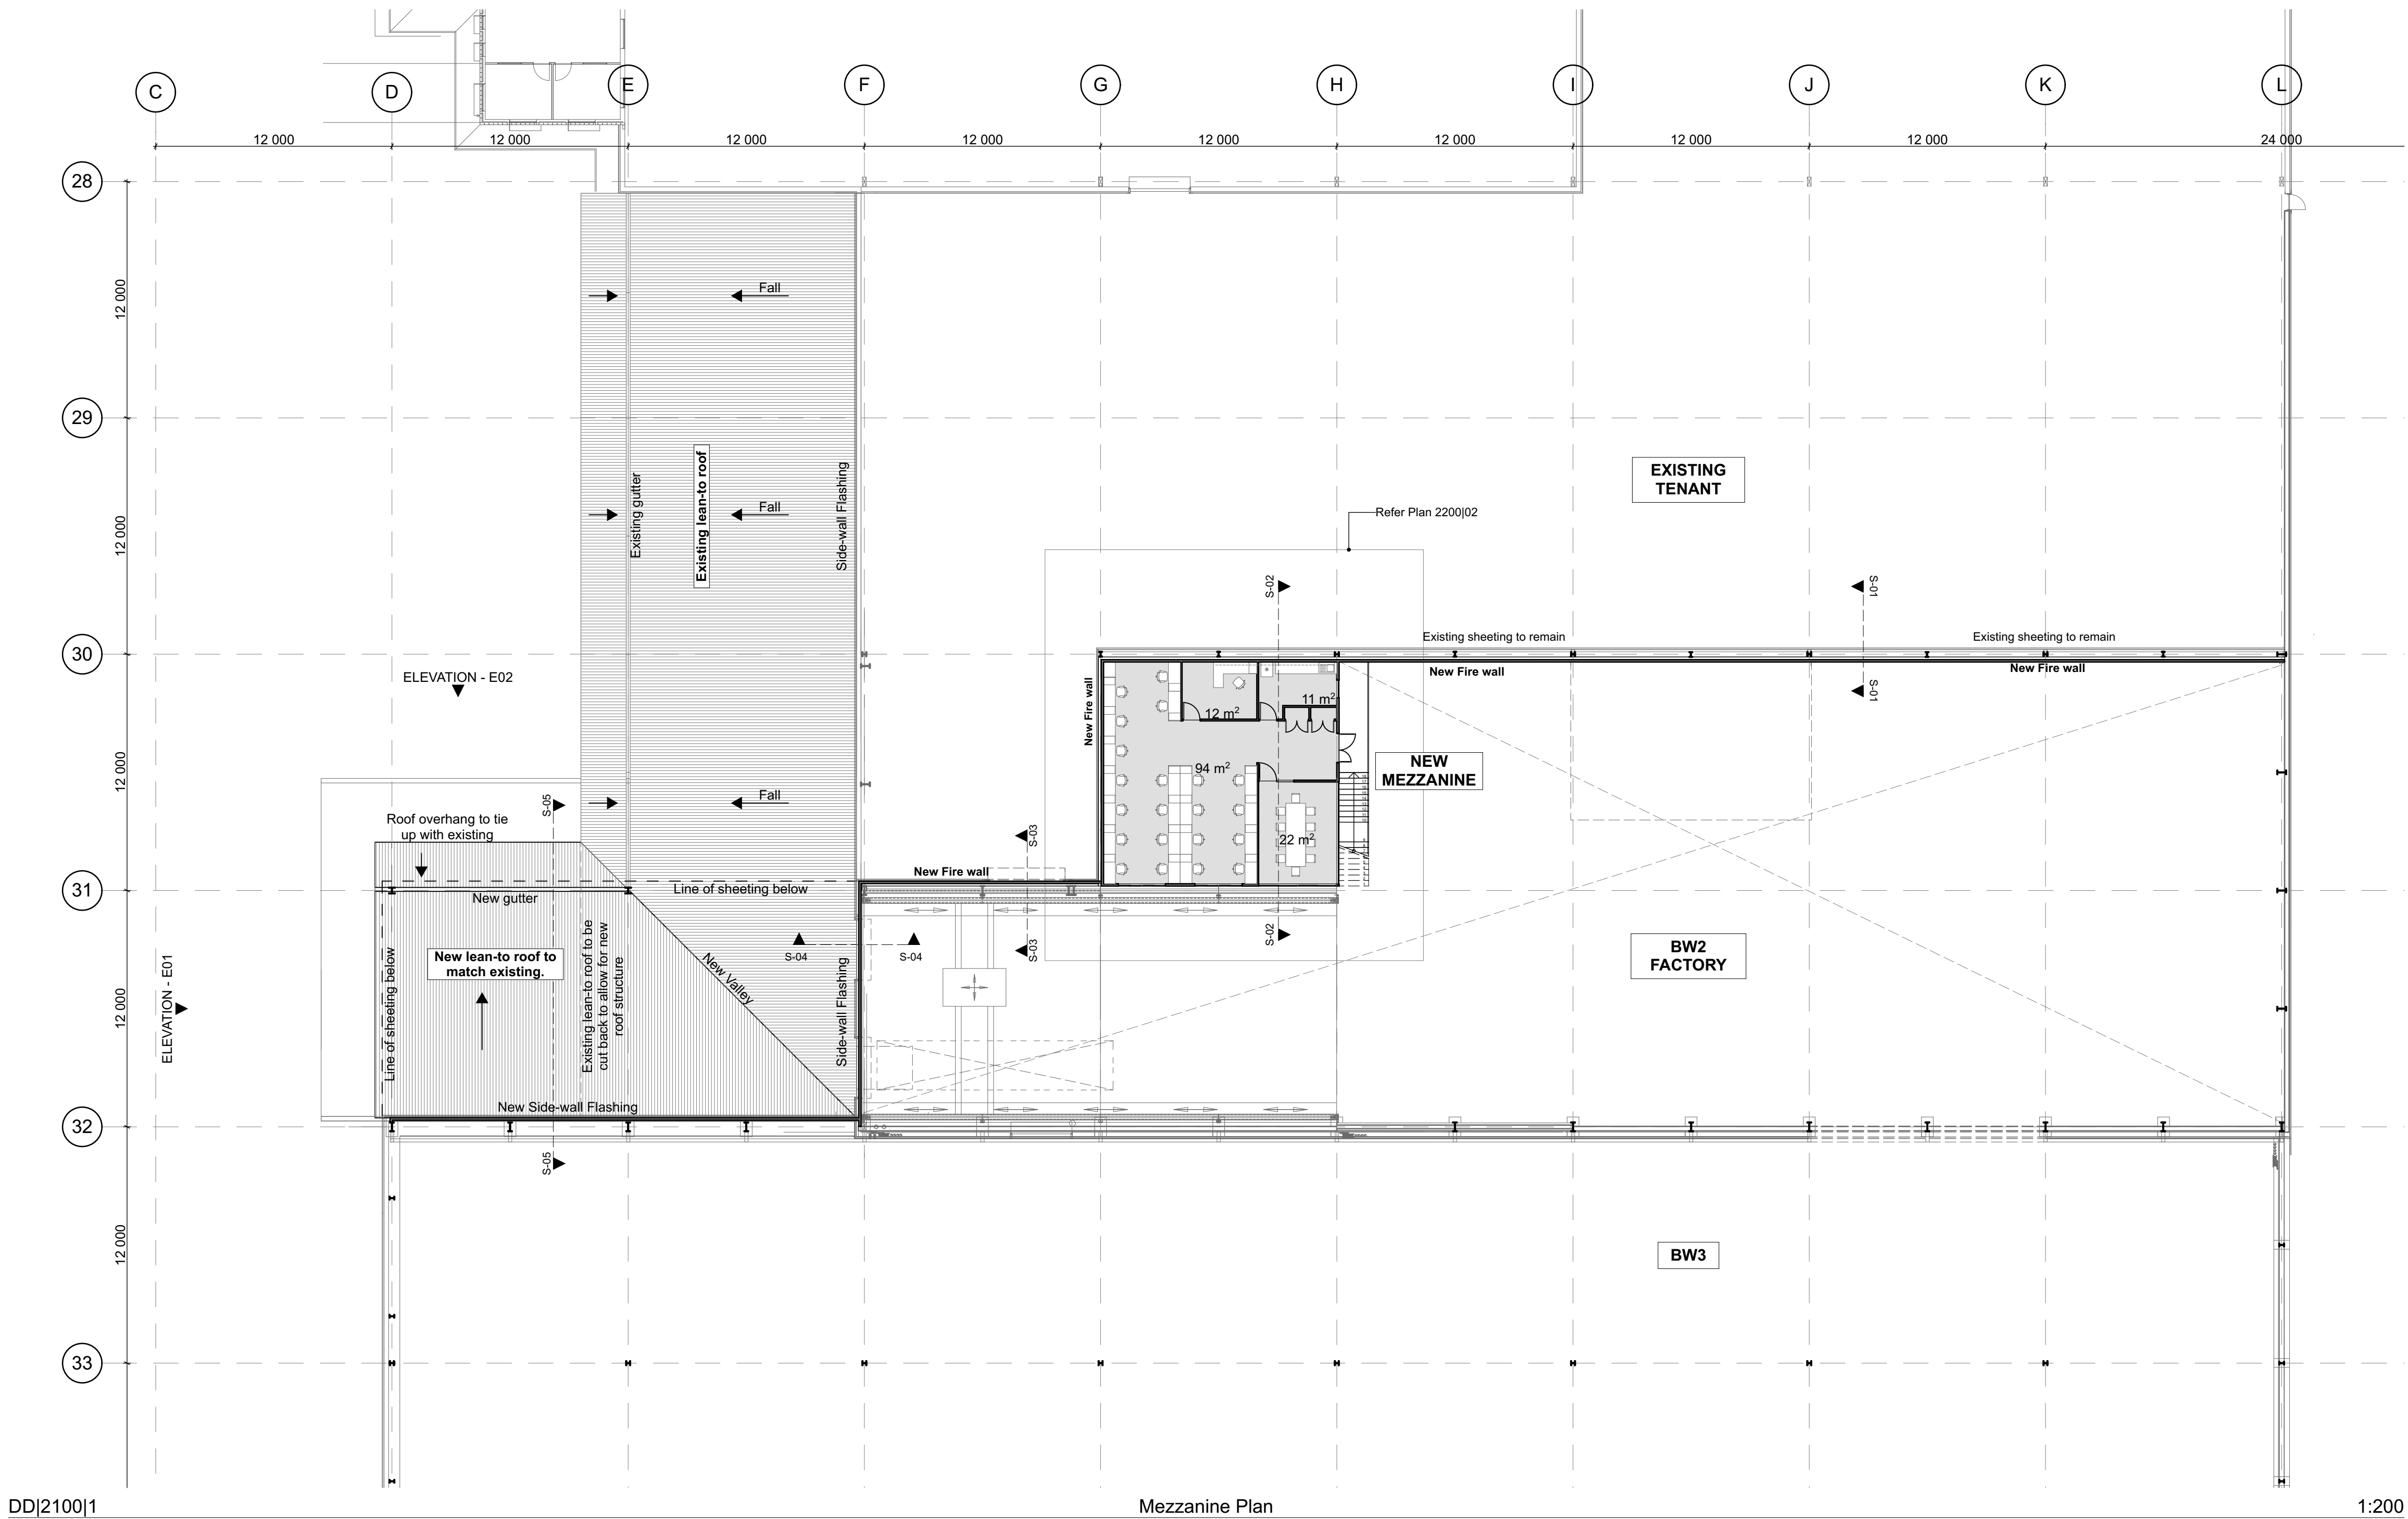 C
D
E
F
G
H
I
J
K
L
12 000
12 000
12 000
12 000
12 000
12 000
12 000
12 000
24 000
28
29
30
31
32
33
12 000
12 000
12 000
12 000
12 000
Fall
Fall
Fall
Existing gutter
Existing lean-to roof
Side-wall Flashing
EXISTING
TENANT
Refer Plan 2200|02
S-02
S-01
Existing sheeting to remain
Existing sheeting to remain
New Fire wall
New Fire wall
S-01
ELEVATION - E02
New Fire wall
12 m2
11 m2
94 m2
22 m2
NEW
MEZZANINE
Roof overhang to tie
up with existing
S-05
S-03
New Fire wall
Line of sheeting below
New gutter
ELEVATION - E01
Line of sheeting below
New lean-to roof to
match existing.
Existing lean-to roof to be
cut back to allow for new
roof structure
New Valley
S-04
S-04
Side-wall Flashing
S-03
S-02
BW2
FACTORY
New Side-wall Flashing
S-05
BW3
DD|2100|1
Mezzanine Plan
1:200